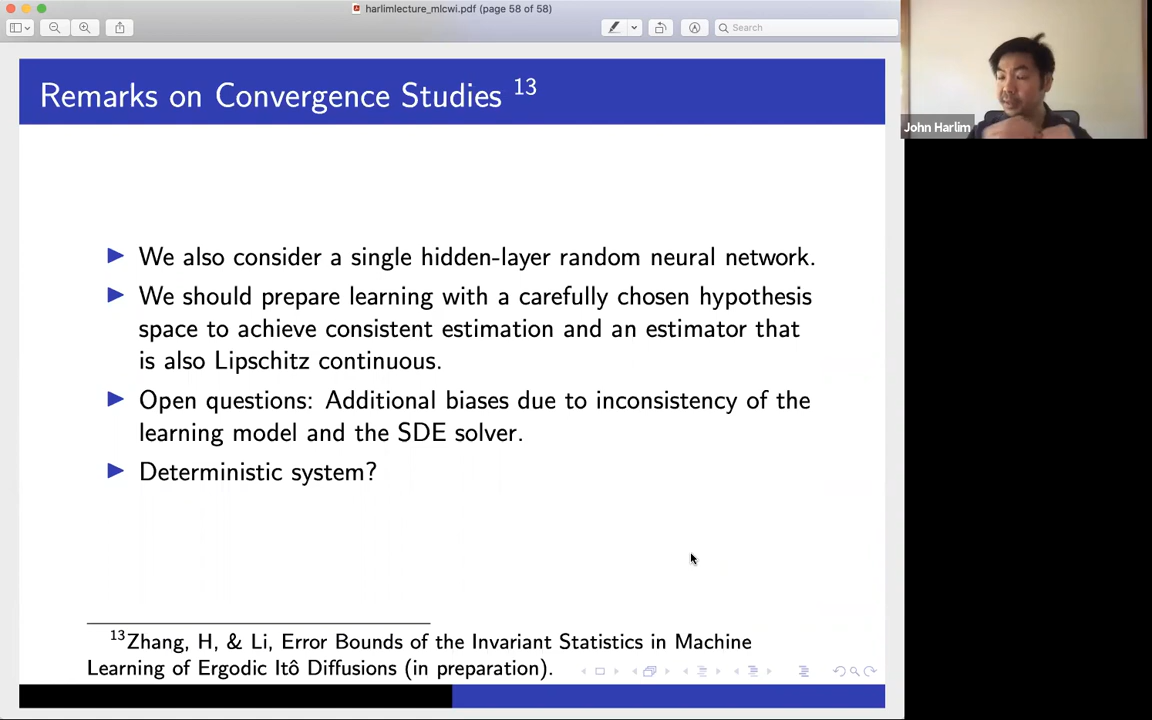 harlimlecture_mlcwi.pdf (page 58 of 58)
Search
Remarks on Convergence Studies 13
John Harlim
We also consider a single hidden-layer random neural network.
We should prepare learning with a carefully chosen hypothesis
space to achieve consistent estimation and an estimator that
is also Lipschitz continuous.
Open questions: Additional biases due to inconsistency of the
learning model and the SDE solver.
Deterministic system?
13Zhang, H, & Li, Error Bounds of the Invariant Statistics in Machine
Learning of Ergodic Itô Diffusions (in preparation).